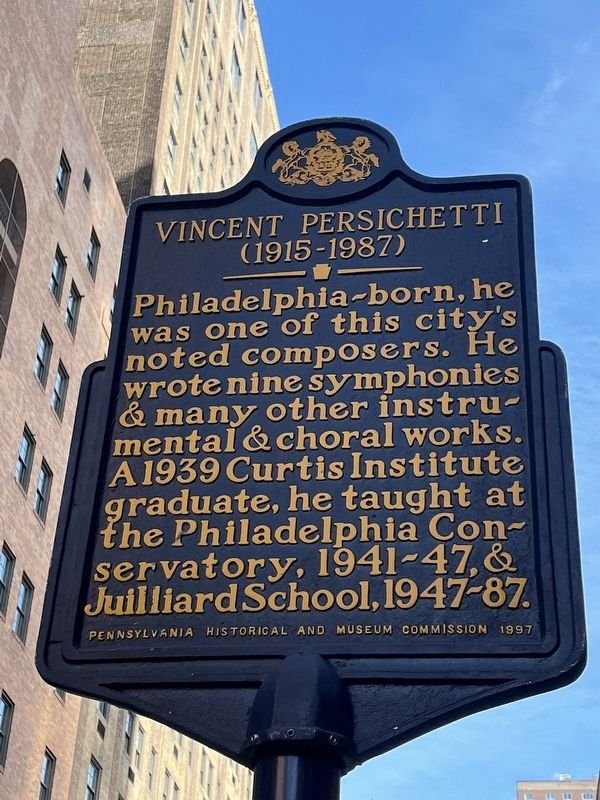 VINCENT PERSICHETTI
(1915-1987)
Philadelphia-born, he
was one of this city's
noted composers. He
wrote nine symphonies
& many other instru-
mental & choral works.
A 1939 Curtis Institute
graduate, he taught at
the Philadelphia Con-
servatory, 1941-47, &
Juilliard School, 1947-87.
PENNSYLVANIA HISTORICAL AND MUSEUM COMMISSION 1997